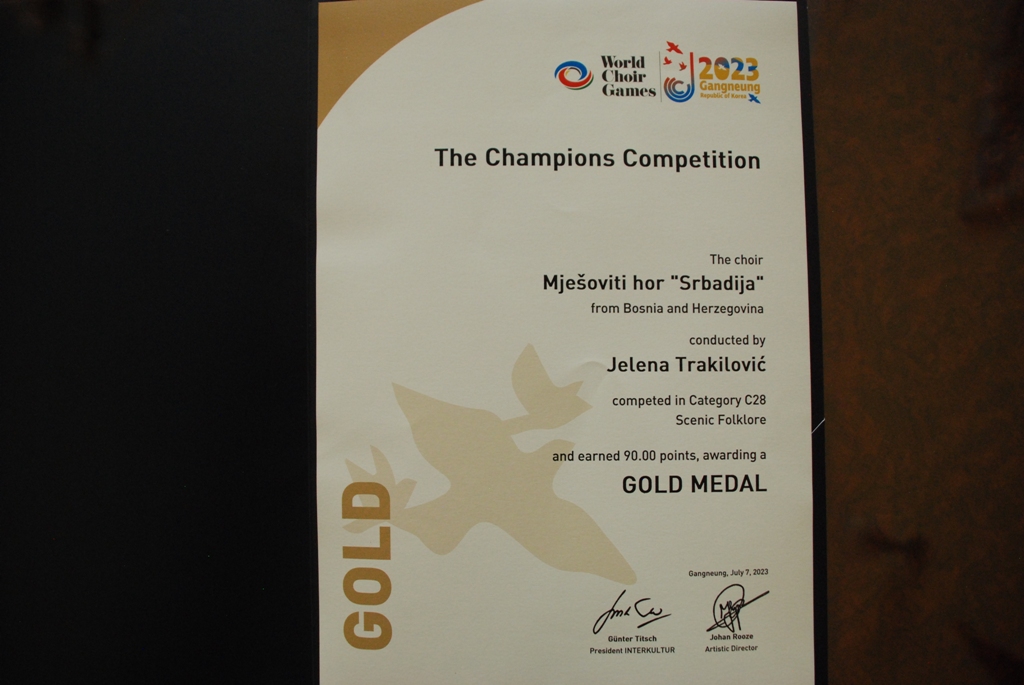 World
Choir
Games
2023
Gangneung
Republic of Korea
The Champions Competition
The choir
Mješoviti hor "Srbadija"
from Bosnia and Herzegovina
conducted by
Jelena Trakilović
competed in Category C28
Scenic Folklore
and earned 90.00 points, awarding a
GOLD MEDAL
GOLD
Gangneung, July 7, 2023
Günter Titsch
President INTERKULTUR
Johan Rooze
Artistic Director